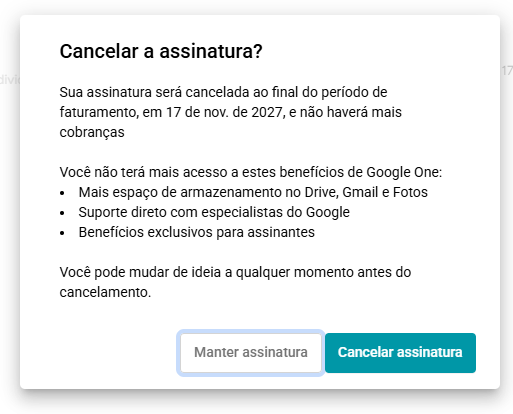 Cancelar a assinatura?
Sua assinatura será cancelada ao final do período de
faturamento, em 17 de nov. de 2027, e não haverá mais
cobranças
Você não terá mais acesso a estes benefícios de Google One:
• Mais espaço de armazenamento no Drive, Gmail e Fotos
• Suporte direto com especialistas do Google
• Benefícios exclusivos para assinantes
Você pode mudar de ideia a qualquer momento antes do
cancelamento.
Manter assinatura
Cancelar assinatura
17